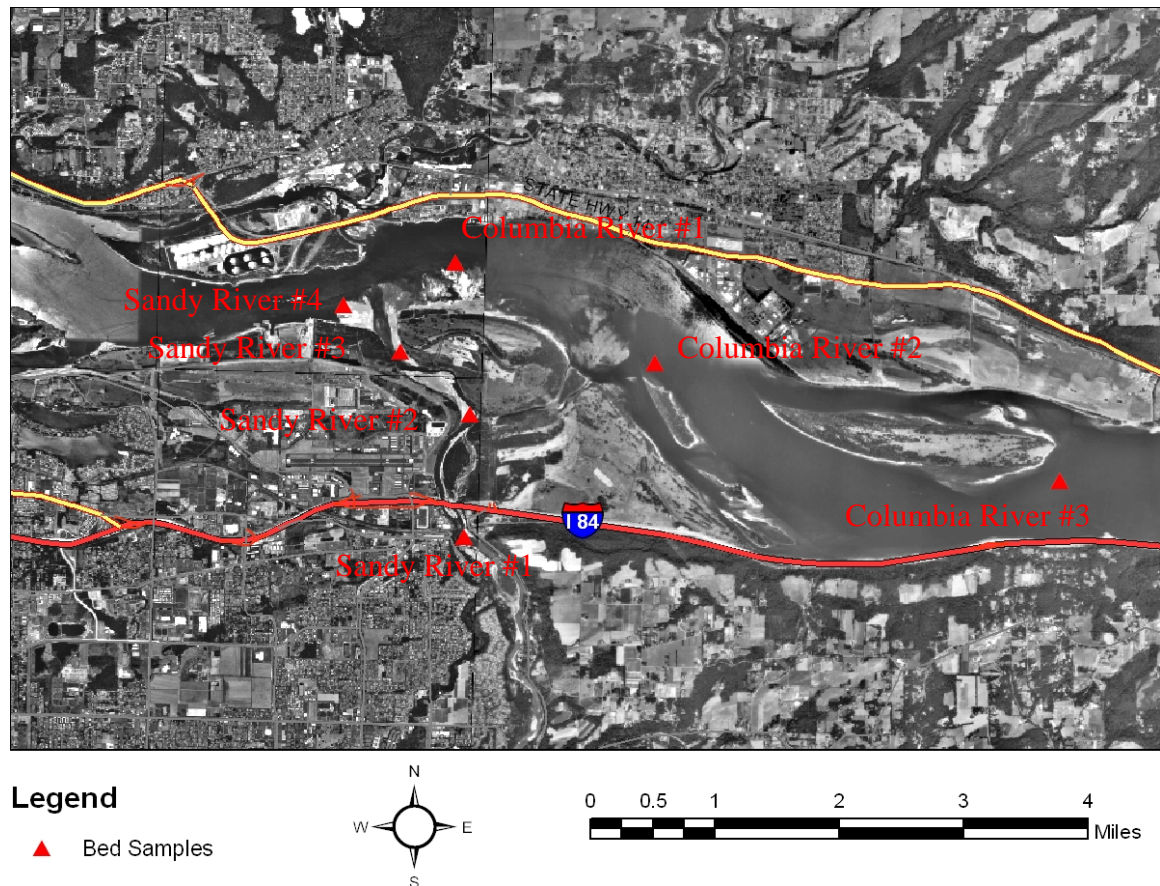 STATE HWY 14
Columbia River #1
Sandy River #4
Sandy River #3
Columbia River #2
Sandy River #2
I 84
Columbia River #3
Sandy River #1
Legend
Bed Samples
N
W E
S
0 0.5 1 2 3 4
Miles